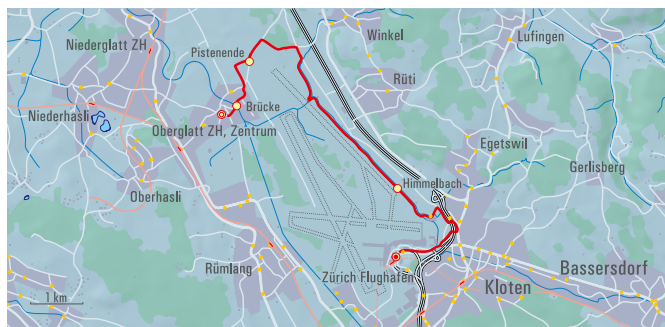 Winkel
Lufingen
Niederglatt ZH
Pistenende
Rüti
Brücke
Niederhasli
Oberglatt ZH, Zentrum
Egetswil
Gerlisberg
Himmelbach
Oberhasli
Rümlang
Zürich Flughafen
Bassersdorf
Kloten
1 km